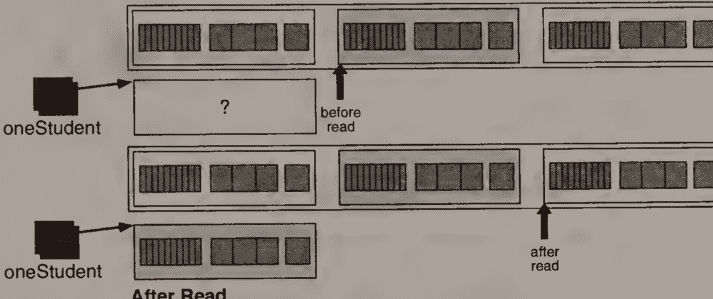 ?
before
read
oneStudent
after
read
oneStudent
After Read